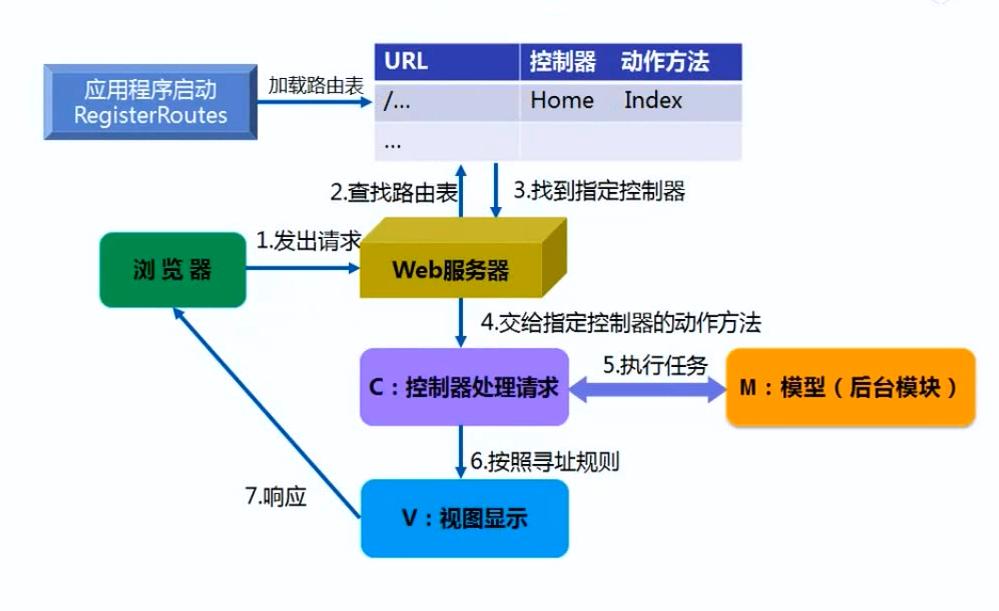 应用程序启动
RegisterRoutes
加载路由表
URL 控制器 动作方法
/... Home Index
...
2.查找路由表
3.找到指定控制器
1.发出请求
浏览器
Web服务器
4.交给指定控制器的动作方法
C：控制器处理请求
5.执行任务
M：模型（后台模块）
6.按照寻址规则
7.响应
V：视图显示